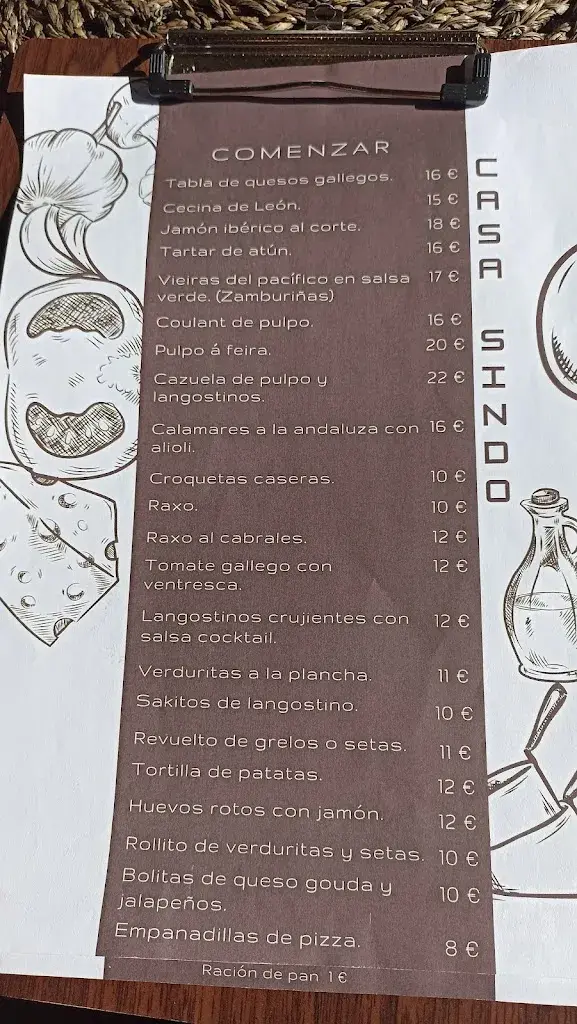 COMENZAR
Tabla de quesos gallegos. 16 €
Cecina de León. 15 €
Jamón ibérico al corte. 18 €
Tartar de atún. 16 €
Vieiras del pacífico en salsa 17 €
verde. (Zamburiñas)
Coulant de pulpo. 16 €
Pulpo á feira. 20 €
Cazuela de pulpo y 22 €
langostinos.
Calamares a la andaluza con 16 €
alioli.
Croquetas caseras. 10 €
Raxo. 10 €
Raxo al cabrales. 12 €
Tomate gallego con 12 €
ventresca.
Langostinos crujientes con 12 €
salsa cocktail.
Verduritas a la plancha. 11 €
Sakitos de langostino. 10 €
Revuelto de grelos o setas. 11 €
Tortilla de patatas. 12 €
Huevos rotos con jamón. 12 €
Rollito de verduritas y setas. 10 €
Bolitas de queso gouda y 10 €
jalapeños.
Empanadillas de pizza. 8 €
Ración de pan 1 €
CASA SINDO